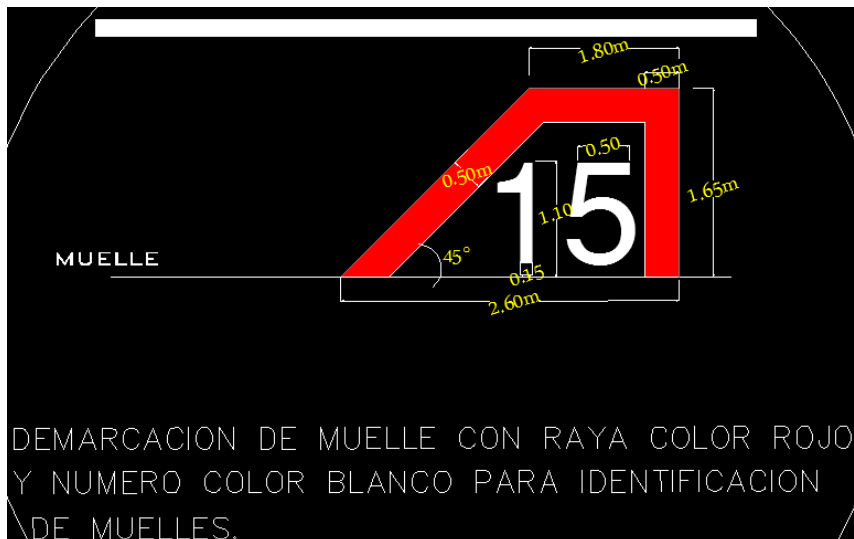 1.80m
0.50m
0.50
0.50m
1.65m
1.10
15
45°
MUELLE
0.15
2.60m
DEMARCACION DE MUELLE CON RAYA COLOR ROJO
Y NUMERO COLOR BLANCO PARA IDENTIFICACION
DE MUELLES.